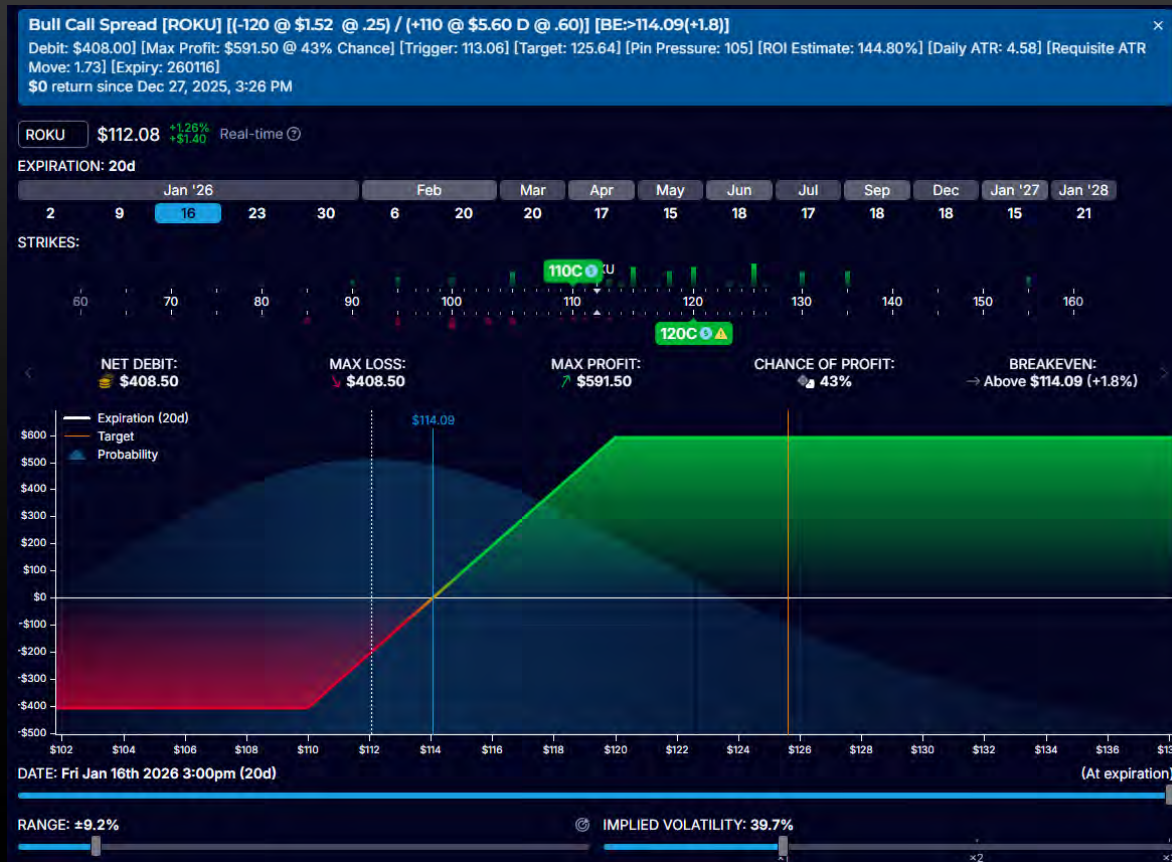 Bull Call Spread [ROKU] [(-120 @ $1.52 @ .25) / (+110 @ $5.60 D @ .60)] [BE:>114.09(+1.8)]
Debit: $408.00] [Max Profit: $591.50 @ 43% Chance] [Trigger: 113.06] [Target: 125.64] [Pin Pressure: 105] [ROI Estimate: 144.80%] [Daily ATR: 4.58] [Requisite ATR
Move: 1.73] [Expiry: 260116]
$0 return since Dec 27, 2025, 3:26 PM
ROKU $112.08 +1.26% +$1.40 Real-time
EXPIRATION: 20d
Jan '26 Feb Mar Apr May Jun Jul Sep Dec Jan '27 Jan '28
2 9 16 23 30 6 20 20 17 15 18 17 18 18 15 21
STRIKES:
110C
60 70 80 90 100 110 120 130 140 150 160
120C
NET DEBIT: MAX LOSS: MAX PROFIT: CHANCE OF PROFIT: BREAKEVEN:
$408.50 $408.50 $591.50 43% Above $114.09 (+1.8%)
Expiration (20d)
Target
Probability
$114.09
$600
$500
$400
$300
$200
$100
$0
-$100
-$200
-$300
-$400
-$500
$102 $104 $106 $108 $110 $112 $114 $116 $118 $120 $122 $124 $126 $128 $130 $132 $134 $136
DATE: Fri Jan 16th 2026 3:00pm (20d) (At expiration)
RANGE: ±9.2% IMPLIED VOLATILITY: 39.7%
x1 x2